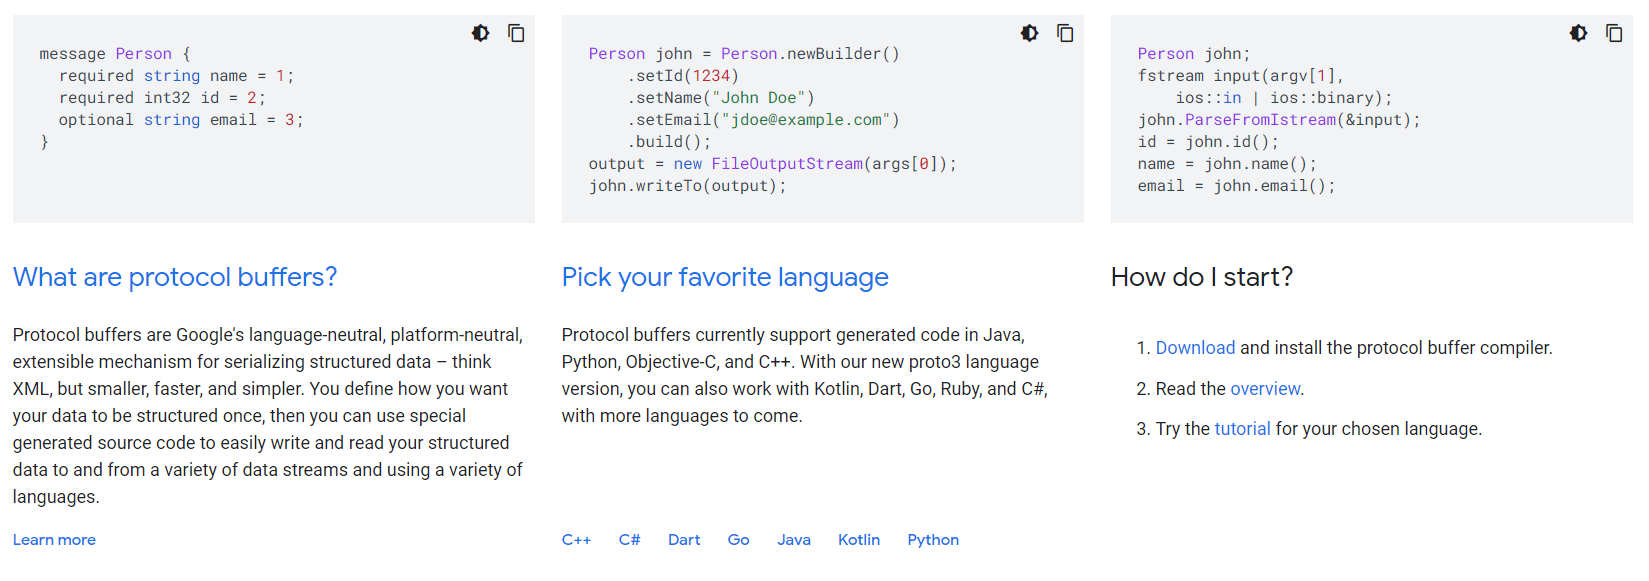 message Person {
  required string name = 1;
  required int32 id = 2;
  optional string email = 3;
}
What are protocol buffers?
Protocol buffers are Google's language-neutral, platform-neutral,
extensible mechanism for serializing structured data – think
XML, but smaller, faster, and simpler. You define how you want
your data to be structured once, then you can use special
generated source code to easily write and read your structured
data to and from a variety of data streams and using a variety of
languages.
Learn more
Person john = Person.newBuilder()
    .setId(1234)
    .setName("John Doe")
    .setEmail("jdoe@example.com")
    .build();
output = new FileOutputStream(args[0]);
john.writeTo(output);
Pick your favorite language
Protocol buffers currently support generated code in Java,
Python, Objective-C, and C++. With our new proto3 language
version, you can also work with Kotlin, Dart, Go, Ruby, and C#,
with more languages to come.
C++ C# Dart Go Java Kotlin Python
Person john;
fstream input(argv[1],
    ios::in | ios::binary);
john.ParseFromIstream(&input);
id = john.id();
name = john.name();
email = john.email();
How do I start?
1. Download and install the protocol buffer compiler.
2. Read the overview.
3. Try the tutorial for your chosen language.